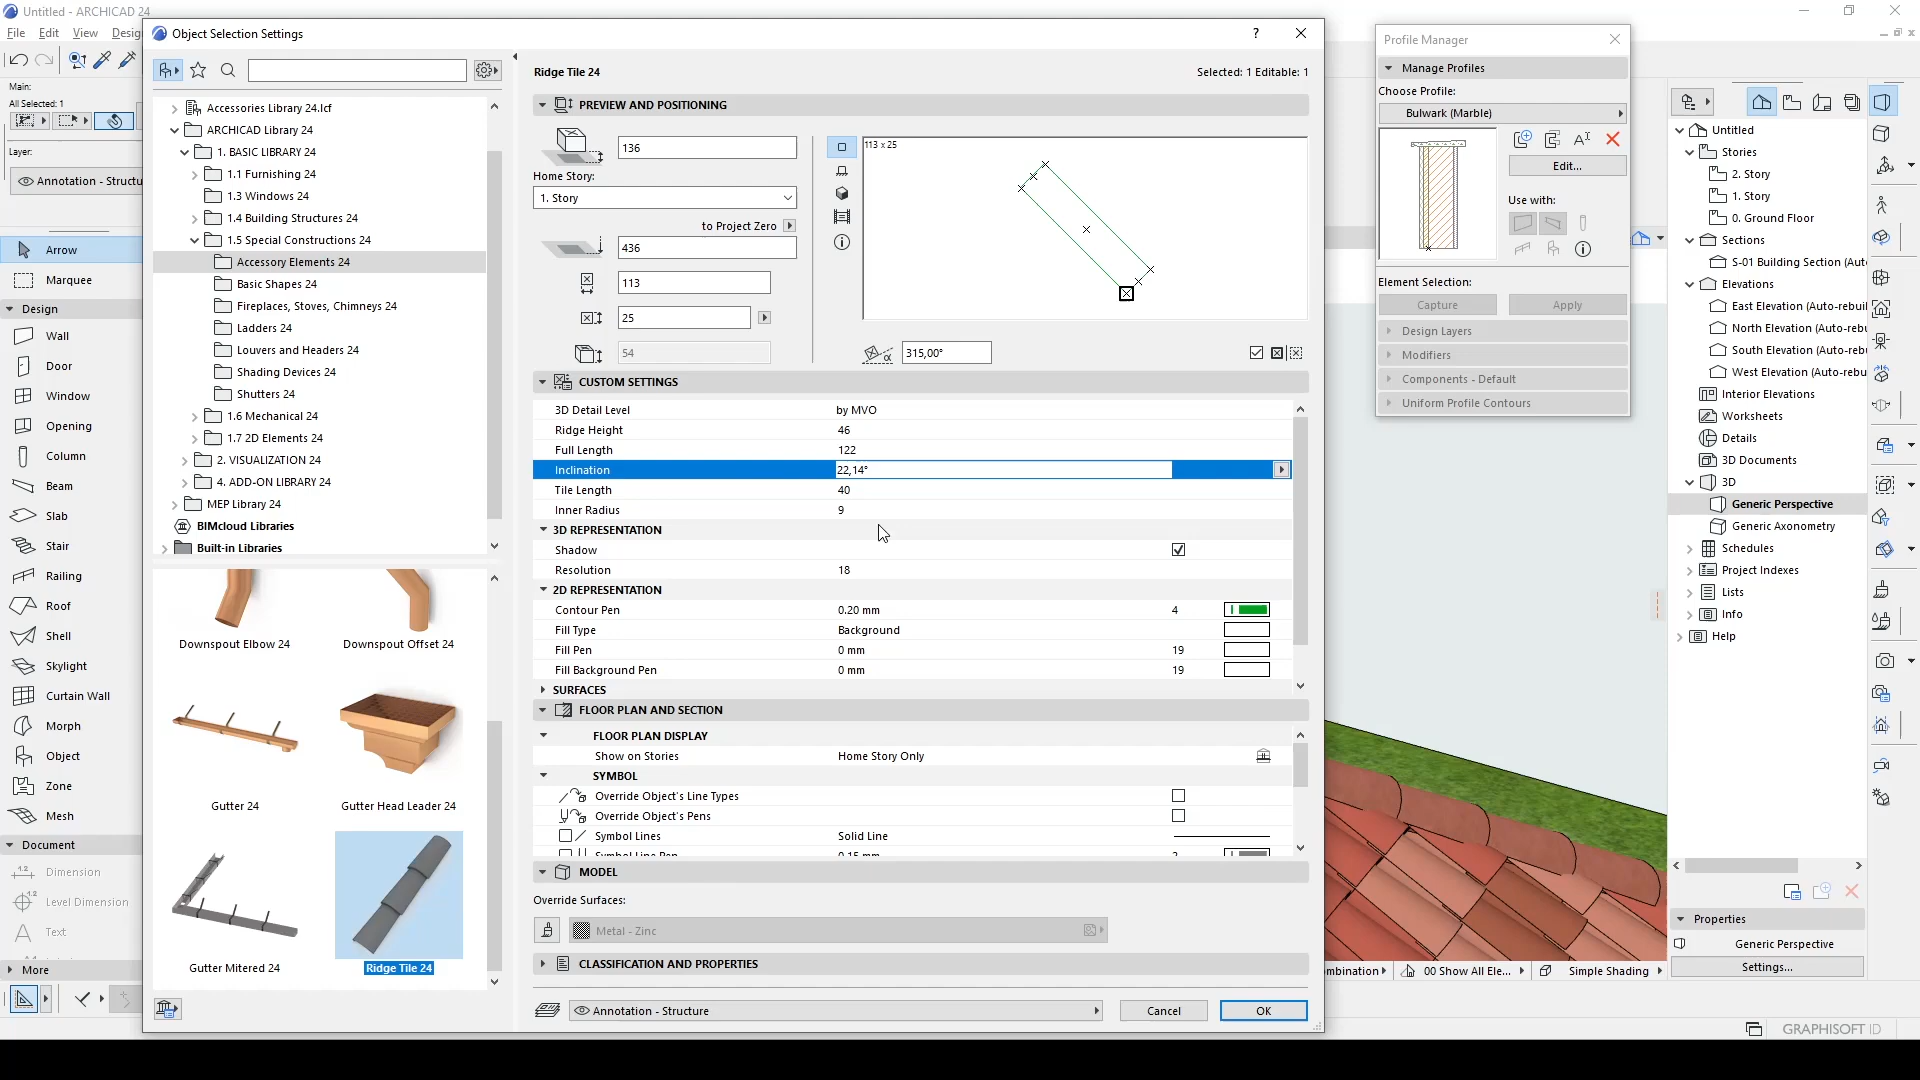 Untitled - ARCHICAD 24
File Edit View Desig
Main:
All Selected: 1
Layer:
Annotation - Structu
Arrow
Marquee
Design
Wall
Door
Window
Opening
Column
Beam
Slab
Stair
Railing
Roof
Shell
Skylight
Curtain Wall
Morph
Object
Zone
Mesh
Document
Dimension
Level Dimension
Text
More
Object Selection Settings
?
Accessories Library 24.lcf
ARCHICAD Library 24
1. BASIC LIBRARY 24
1.1 Furnishing 24
1.3 Windows 24
1.4 Building Structures 24
1.5 Special Constructions 24
Accessory Elements 24
Basic Shapes 24
Fireplaces, Stoves, Chimneys 24
Ladders 24
Louvers and Headers 24
Shading Devices 24
Shutters 24
1.6 Mechanical 24
1.7 2D Elements 24
2. VISUALIZATION 24
4. ADD-ON LIBRARY 24
MEP Library 24
BIMcloud Libraries
Built-in Libraries
Downspout Elbow 24
Downspout Offset 24
Gutter 24
Gutter Head Leader 24
Gutter Mitered 24
Ridge Tile 24
Ridge Tile 24
Selected: 1 Editable: 1
PREVIEW AND POSITIONING
136
Home Story:
1. Story
to Project Zero
436
113
25
54
113 x 25
315,00°
CUSTOM SETTINGS
3D Detail Level by MVO
Ridge Height 46
Full Length 122
Inclination 22,14°
Tile Length 40
Inner Radius 9
3D REPRESENTATION
Shadow
Resolution 18
2D REPRESENTATION
Contour Pen 0.20 mm 4
Fill Type Background
Fill Pen 0 mm 19
Fill Background Pen 0 mm 19
SURFACES
FLOOR PLAN AND SECTION
FLOOR PLAN DISPLAY
Show on Stories Home Story Only
SYMBOL
Override Object's Line Types
Override Object's Pens
Symbol Lines Solid Line
Symbol Line Pen 0.15 mm
MODEL
Override Surfaces:
Metal - Zinc
CLASSIFICATION AND PROPERTIES
Annotation - Structure
Cancel
OK
Profile Manager
Manage Profiles
Choose Profile:
Bulwark (Marble)
Edit...
Use with:
Element Selection:
Capture
Apply
Design Layers
Modifiers
Components - Default
Uniform Profile Contours
Untitled
Stories
2. Story
1. Story
0. Ground Floor
Sections
S-01 Building Section (Aut
Elevations
East Elevation (Auto-rebuil
North Elevation (Auto-rebu
South Elevation (Auto-reb
West Elevation (Auto-rebu
Interior Elevations
Worksheets
Details
3D Documents
3D
Generic Perspective
Generic Axonometry
Schedules
Project Indexes
Lists
Info
Help
Properties
Generic Perspective
Settings...
ombination
00 Show All Ele...
Simple Shading
GRAPHISOFT ID